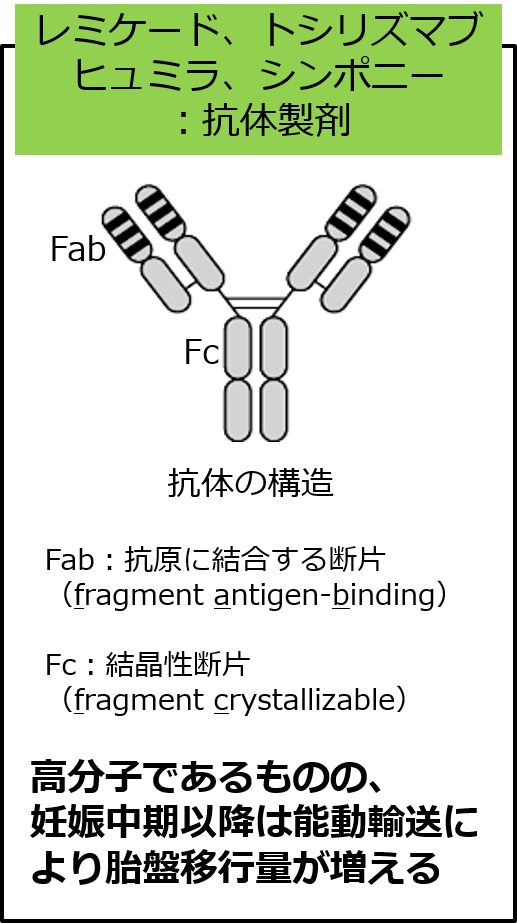 レミケード、トシリズマブ
ヒュミラ、シンポニー
：抗体製剤
Fab
Fc
抗体の構造
Fab：抗原に結合する断片
（fragment antigen-binding）
Fc：結晶性断片
（fragment crystallizable）
高分子であるものの、
妊娠中期以降は能動輸送に
より胎盤移行量が増える